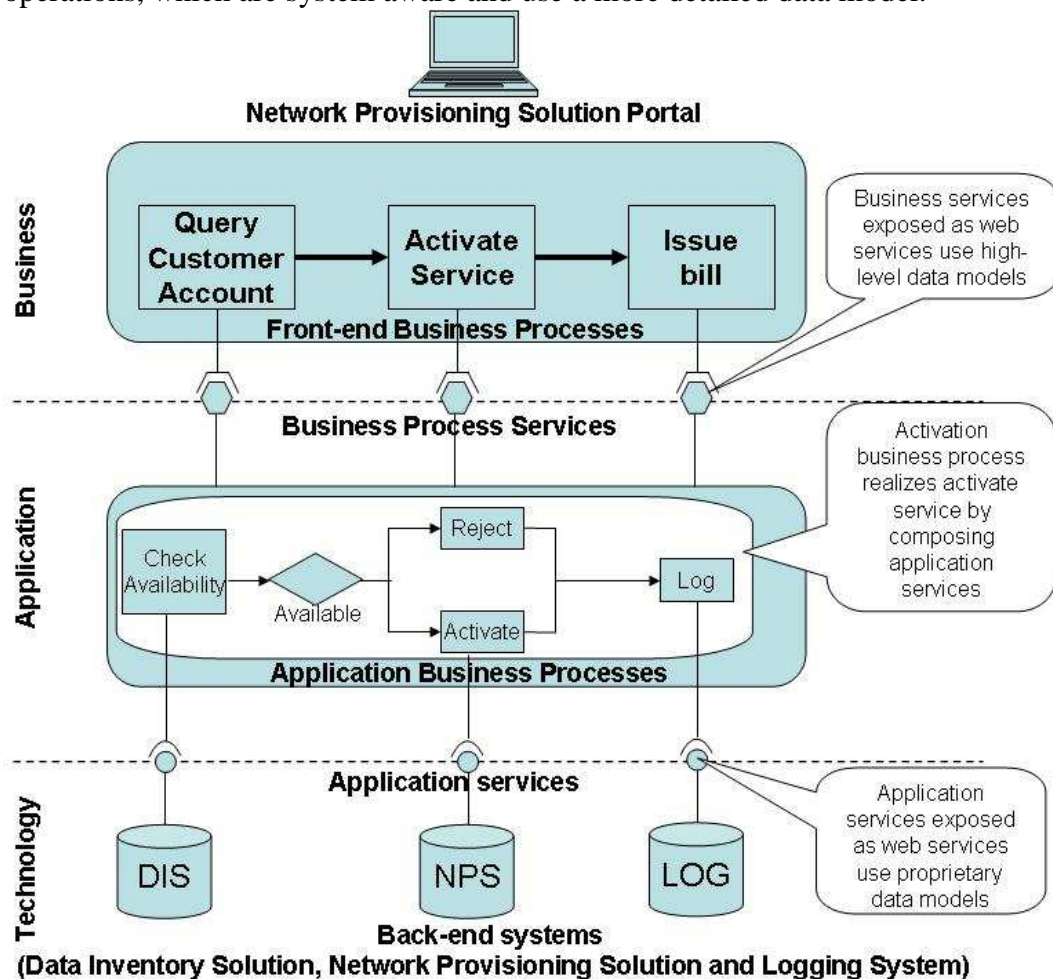 operations, which are system aware and use a more detailed data model.
Network Provisioning Solution Portal
Business
Query
Customer
Account
Activate
Service
Issue
bill
Front-end Business Processes
Business services
exposed as web
services use high-
level data models
Business Process Services
Application
Check
Availability
Available
Reject
Activate
Log
Application Business Processes
Activation
business process
realizes activate
service by
composing
application
services
Application services
Technology
DIS
NPS
LOG
Application
services exposed
as web services
use proprietary
data models
Back-end systems
(Data Inventory Solution, Network Provisioning Solution and Logging System)